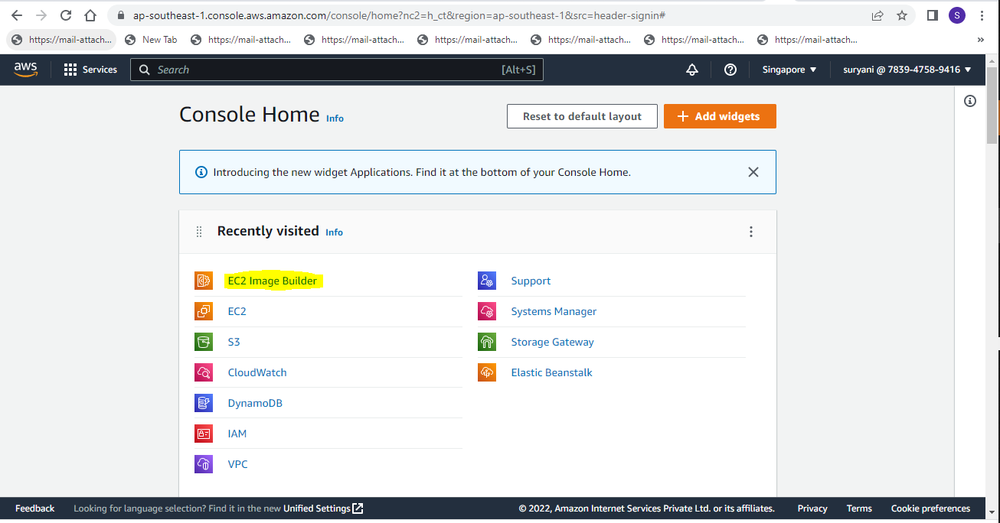 ap-southeast-1.console.aws.amazon.com/console/home?nc2=h_ct&region=ap-southeast-1&src=header-signin#
S
https://mail-attach... New Tab https://mail-attach... https://mail-attach... https://mail-attach... https://mail-attach... https://mail-attach... https://mail-attach... »
aws Services Search [Alt+S] Singapore suryani @ 7839-4758-9416
Console Home Info Reset to default layout Add widgets
Introducing the new widget Applications. Find it at the bottom of your Console Home.
Recently visited Info
EC2 Image Builder Support
EC2 Systems Manager
S3 Storage Gateway
CloudWatch Elastic Beanstalk
DynamoDB
IAM
VPC
Feedback Looking for language selection? Find it in the new Unified Settings © 2022, Amazon Internet Services Private Ltd. or its affiliates. Privacy Terms Cookie preferences